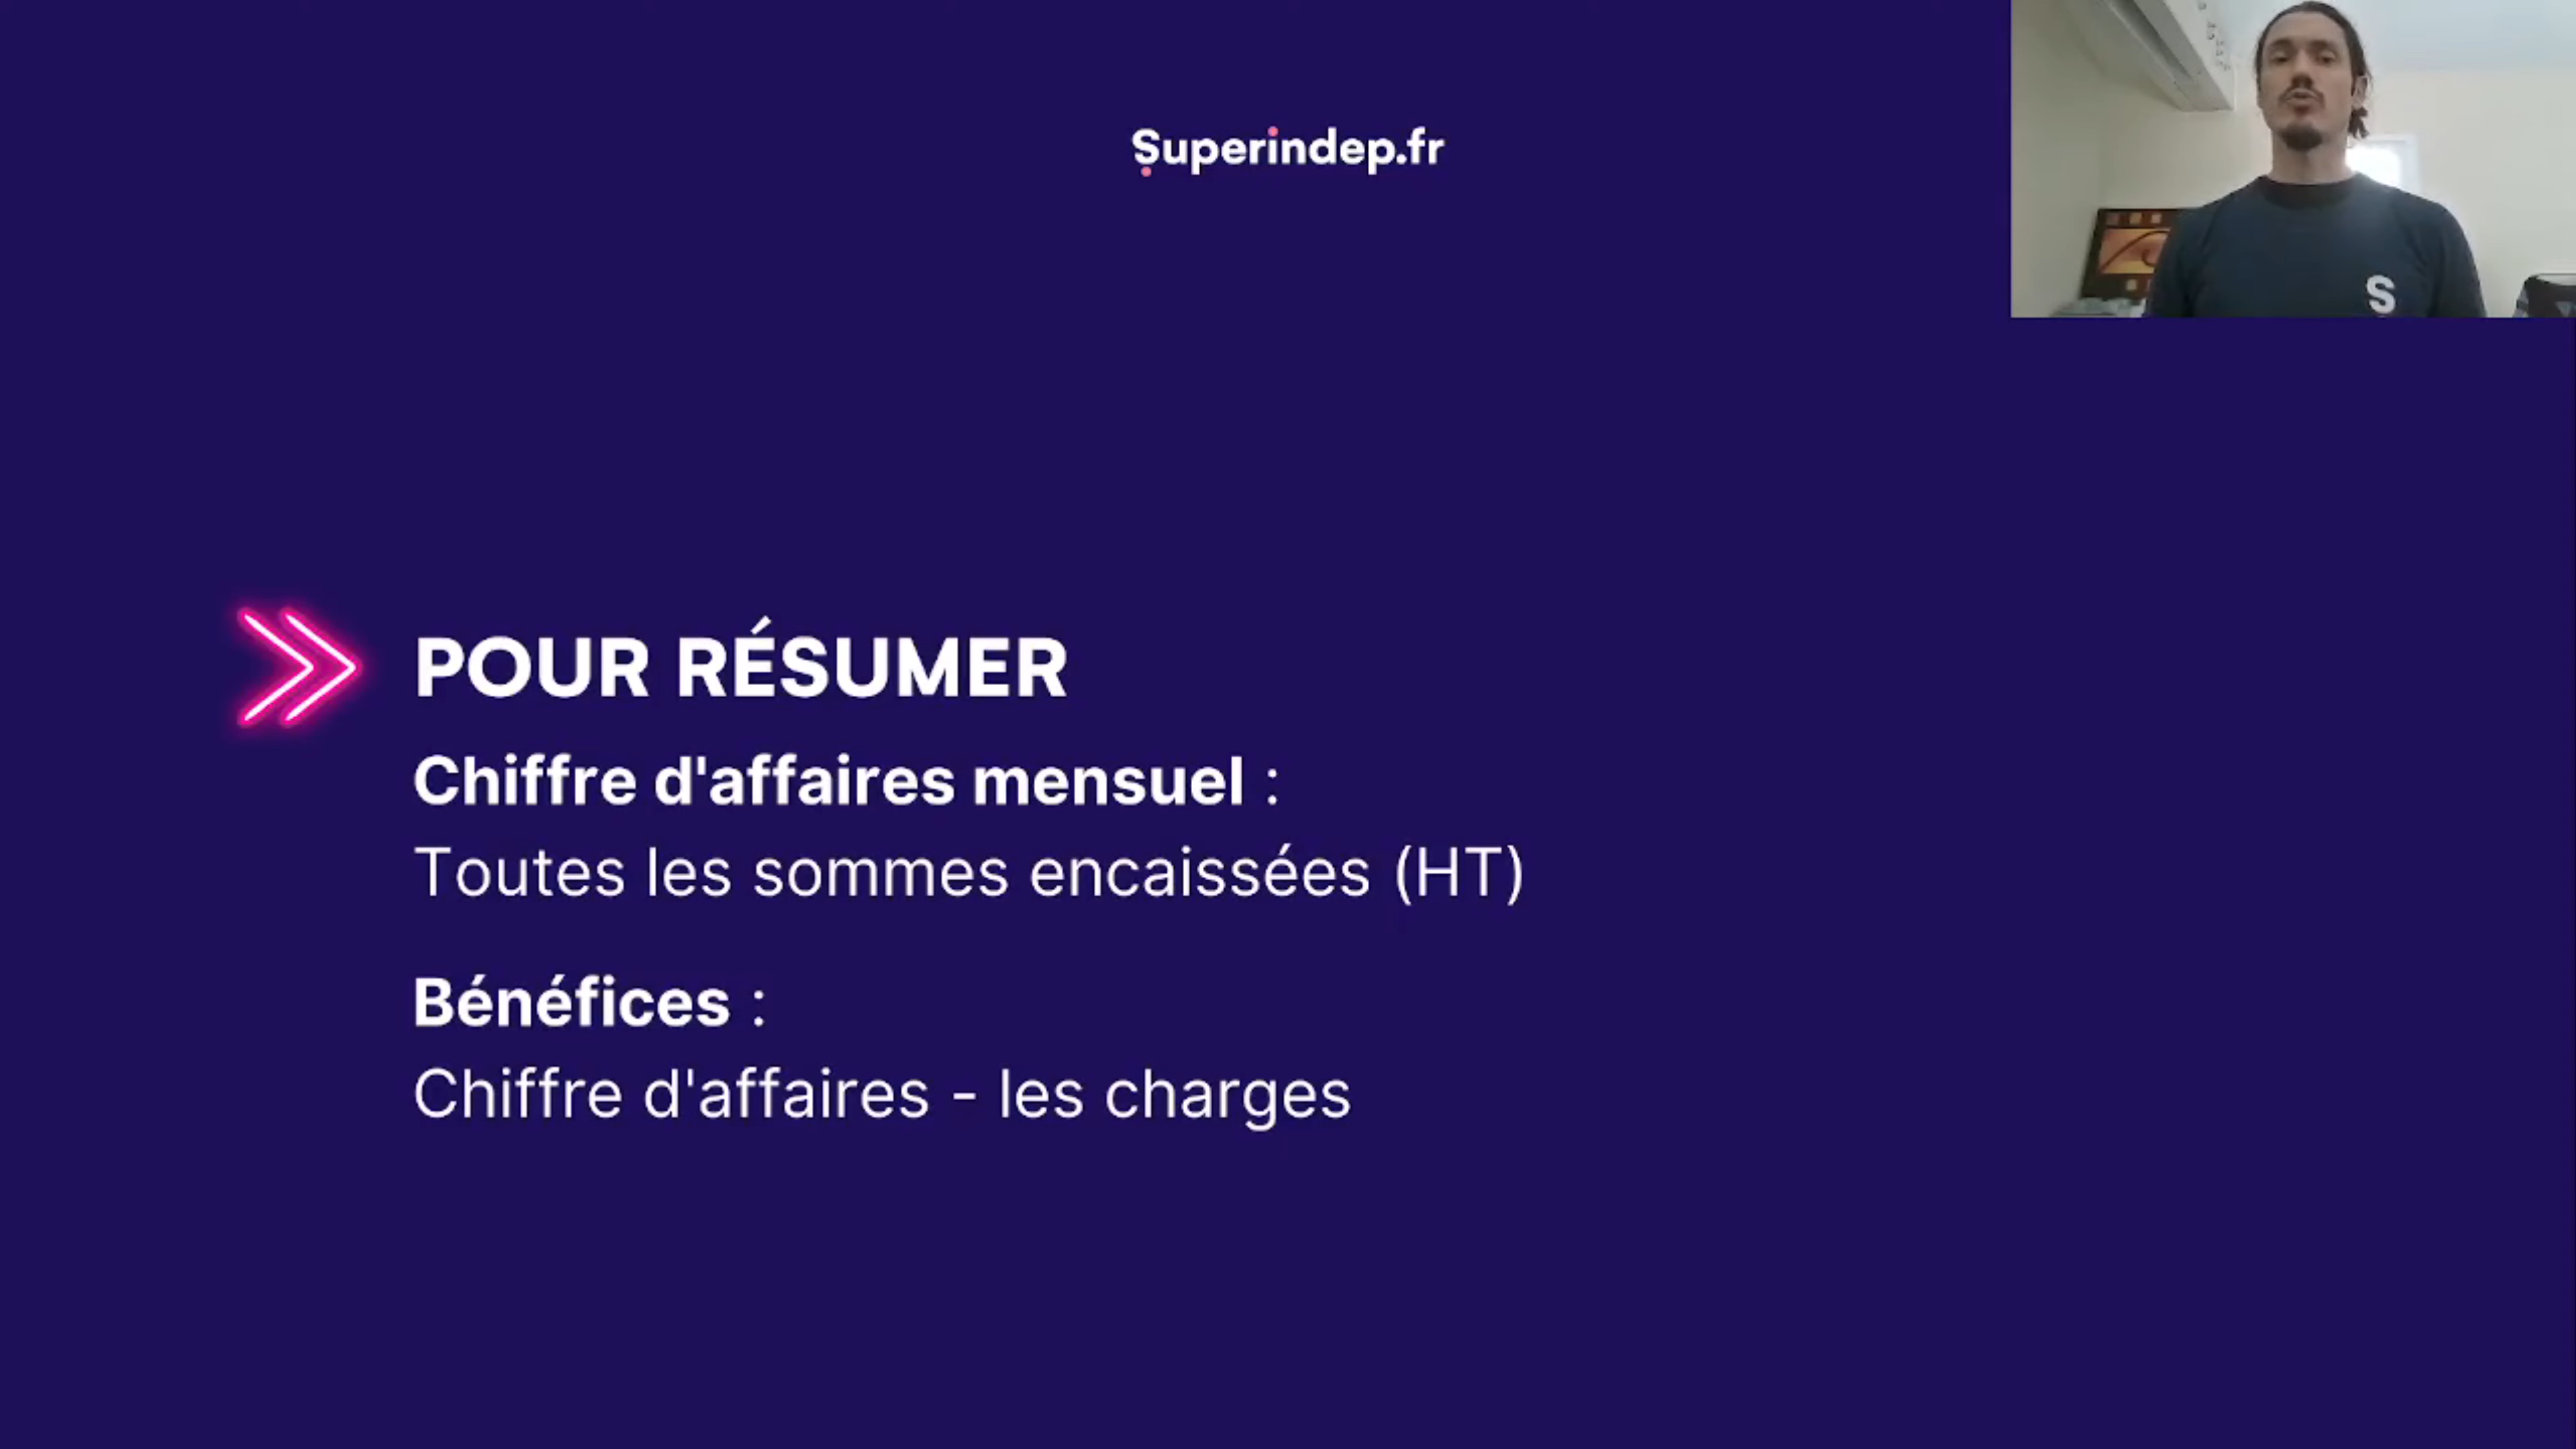 Superindep.fr
S
POUR RÉSUMER
Chiffre d'affaires mensuel :
Toutes les sommes encaissées (HT)
Bénéfices :
Chiffre d'affaires - les charges